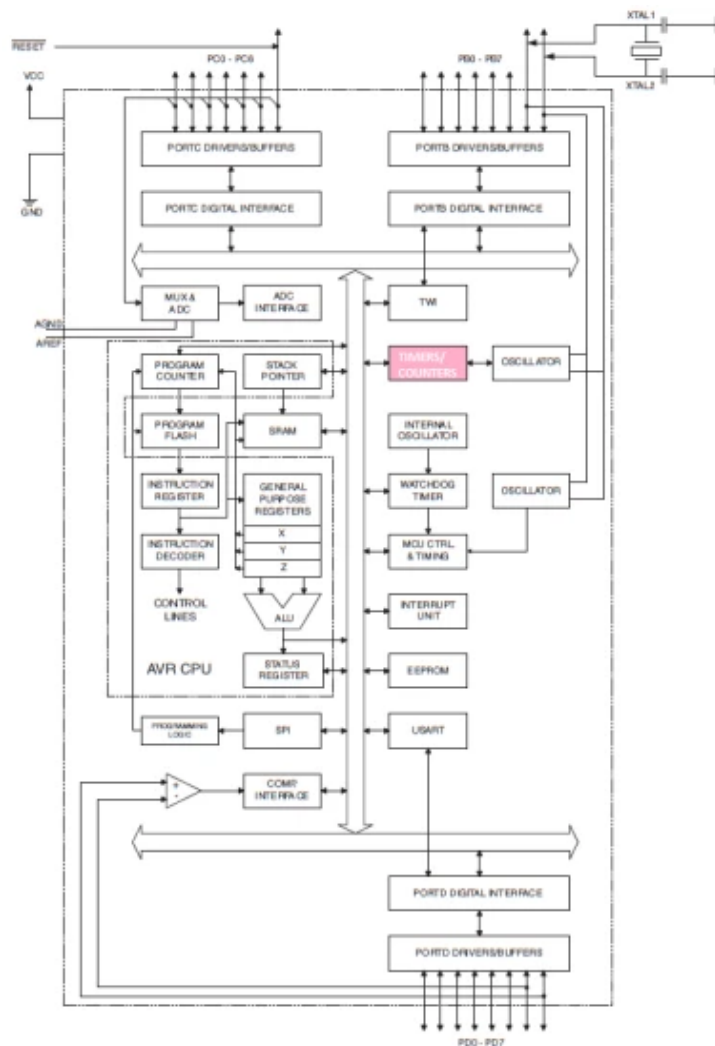 XTAL1
RESET
PC0 - PC6
PB0 - PB7
VCC
XTAL2
PORTC DRIVERS/BUFFERS
PORTB DRIVERS/BUFFERS
PORTC DIGITAL INTERFACE
PORTB DIGITAL INTERFACE
GND
MUX &
ADC
ADC
INTERFACE
TWI
AGND
AREF
PROGRAM
COUNTER
STACK
POINTER
TIMERS/
COUNTERS
OSCILLATOR
PROGRAM
FLASH
SRAM
INTERNAL
OSCILLATOR
INSTRUCTION
REGISTER
GENERAL
PURPOSE
REGISTERS
WATCHDOG
TIMER
OSCILLATOR
X
INSTRUCTION
DECODER
Y
MCU CTRL.
& TIMING
Z
CONTROL
LINES
ALU
INTERRUPT
UNIT
AVR CPU
STATUS
REGISTER
EEPROM
PROGRAMMING
LOGIC
SPI
USART
+
-
COMP.
INTERFACE
PORTD DIGITAL INTERFACE
PORTD DRIVERS/BUFFERS
PD0 - PD7